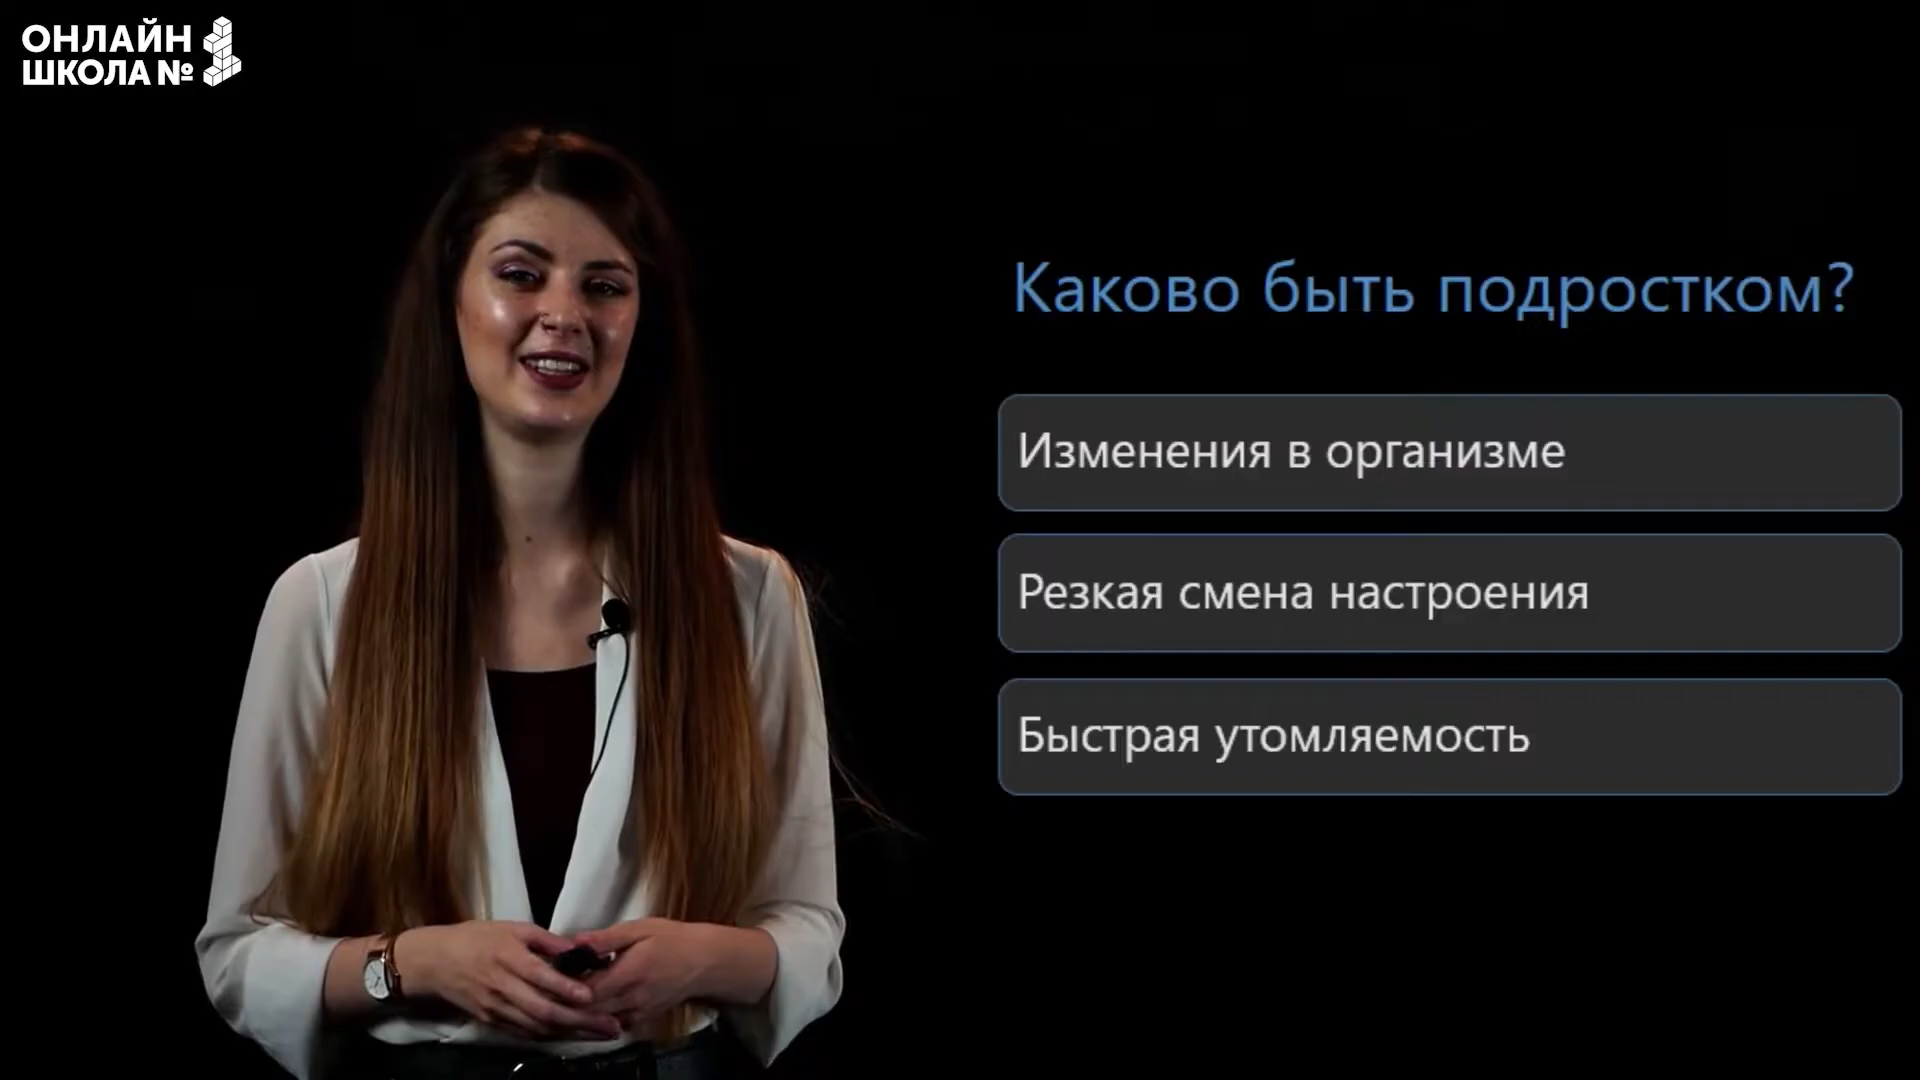 ОНЛАЙН
ШКОЛА №
Каково быть подростком?
Изменения в организме
Резкая смена настроения
Быстрая утомляемость